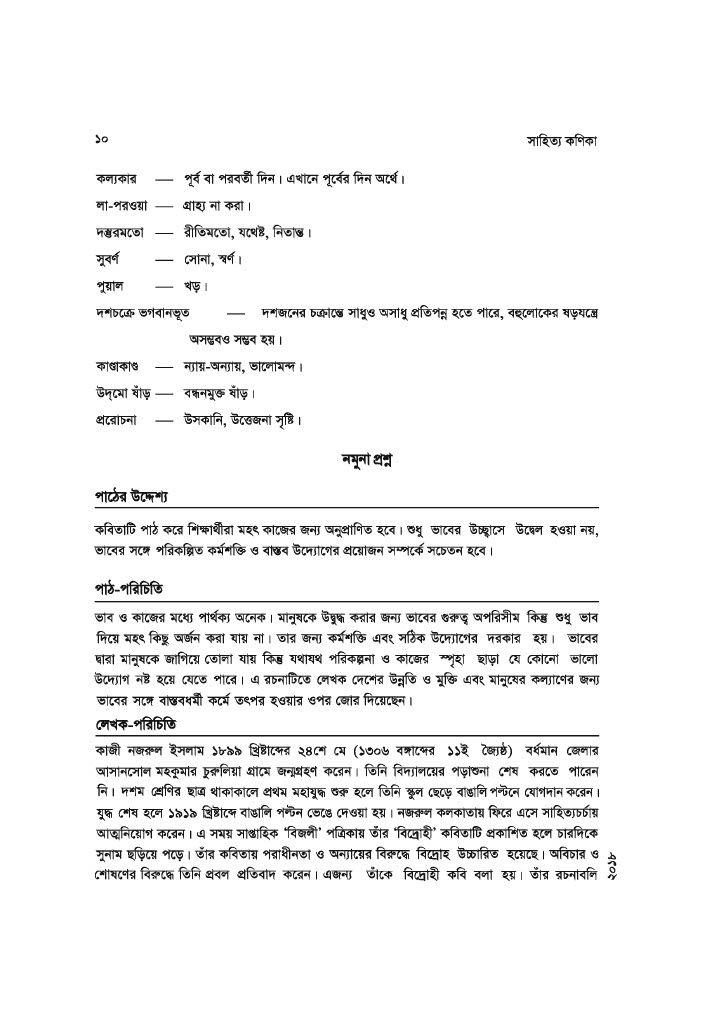 ১০ সাহিত্য কণিকা
কল্যকার — পূর্ব বা পরবর্তী দিন। এখানে পূর্বের দিন অর্থে।
লা-পরওয়া — গ্রাহ্য না করা।
দস্তুরমতো — রীতিমতো, যথেষ্ট, নিতান্ত।
সুবর্ণ — সোনা, স্বর্ণ।
পুয়াল — খড়।
দশচক্রে ভগবানভূত — দশজনের চক্রান্তে সাধুও অসাধু প্রতিপন্ন হতে পারে, বহুলোকের ষড়যন্ত্রে
অসম্ভবও সম্ভব হয়।
কাণ্ডাকাণ্ড — ন্যায়-অন্যায়, ভালোমন্দ।
উদ্‌মো ষাঁড় — বন্ধনমুক্ত ষাঁড়।
প্ররোচনা — উসকানি, উত্তেজনা সৃষ্টি।
নমুনা প্রশ্ন
পাঠের উদ্দেশ্য
কবিতাটি পাঠ করে শিক্ষার্থীরা মহৎ কাজের জন্য অনুপ্রাণিত হবে। শুধু ভাবের উচ্ছ্বাসে উদ্বেল হওয়া নয়,
ভাবের সঙ্গে পরিকল্পিত কর্মশক্তি ও বাস্তব উদ্যোগের প্রয়োজন সম্পর্কে সচেতন হবে।
পাঠ-পরিচিতি
ভাব ও কাজের মধ্যে পার্থক্য অনেক। মানুষকে উদ্বুদ্ধ করার জন্য ভাবের গুরুত্ব অপরিসীম কিন্তু শুধু ভাব
দিয়ে মহৎ কিছু অর্জন করা যায় না। তার জন্য কর্মশক্তি এবং সঠিক উদ্যোগের দরকার হয়। ভাবের
দ্বারা মানুষকে জাগিয়ে তোলা যায় কিন্তু যথাযথ পরিকল্পনা ও কাজের স্পৃহা ছাড়া যে কোনো ভালো
উদ্যোগ নষ্ট হয়ে যেতে পারে। এ রচনাটিতে লেখক দেশের উন্নতি ও মুক্তি এবং মানুষের কল্যাণের জন্য
ভাবের সঙ্গে বাস্তবধর্মী কর্মে তৎপর হওয়ার ওপর জোর দিয়েছেন।
লেখক-পরিচিতি
কাজী নজরুল ইসলাম ১৮৯৯ খ্রিষ্টাব্দের ২৪শে মে (১৩০৬ বঙ্গাব্দের ১১ই জ্যৈষ্ঠ) বর্ধমান জেলার
আসানসোল মহকুমার চুরুলিয়া গ্রামে জন্মগ্রহণ করেন। তিনি বিদ্যালয়ের পড়াশুনা শেষ করতে পারেন
নি। দশম শ্রেণির ছাত্র থাকাকালে প্রথম মহাযুদ্ধ শুরু হলে তিনি স্কুল ছেড়ে বাঙালি পল্টনে যোগদান করেন।
যুদ্ধ শেষ হলে ১৯১৯ খ্রিষ্টাব্দে বাঙালি পল্টন ভেঙে দেওয়া হয়। নজরুল কলকাতায় ফিরে এসে সাহিত্যচর্চায়
আত্মনিয়োগ করেন। এ সময় সাপ্তাহিক ‘বিজলী’ পত্রিকায় তাঁর ‘বিদ্রোহী’ কবিতাটি প্রকাশিত হলে চারদিকে
সুনাম ছড়িয়ে পড়ে। তাঁর কবিতায় পরাধীনতা ও অন্যায়ের বিরুদ্ধে বিদ্রোহ উচ্চারিত হয়েছে। অবিচার ও
শোষণের বিরুদ্ধে তিনি প্রবল প্রতিবাদ করেন। এজন্য তাঁকে বিদ্রোহী কবি বলা হয়। তাঁর রচনাবলি
২০১৮